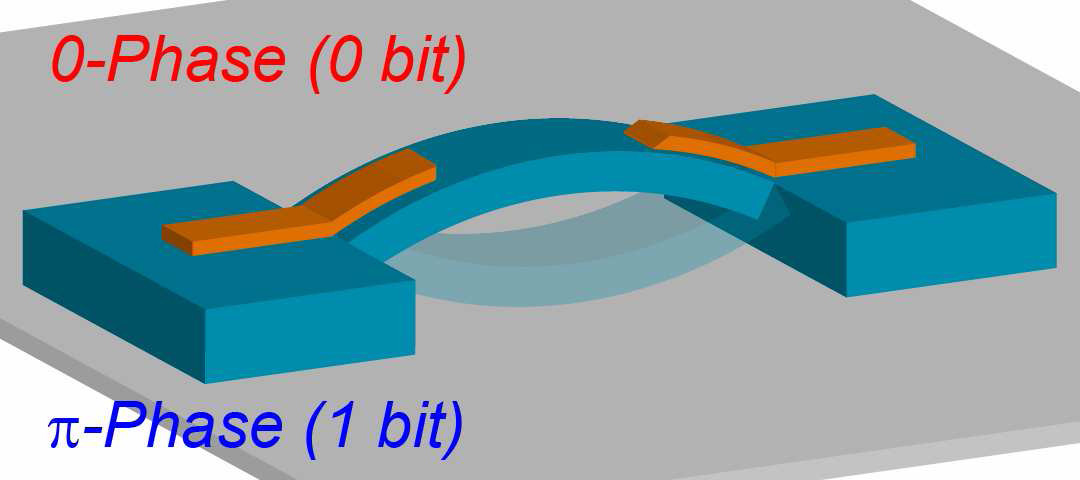 0-Phase (0 bit)
π-Phase (1 bit)